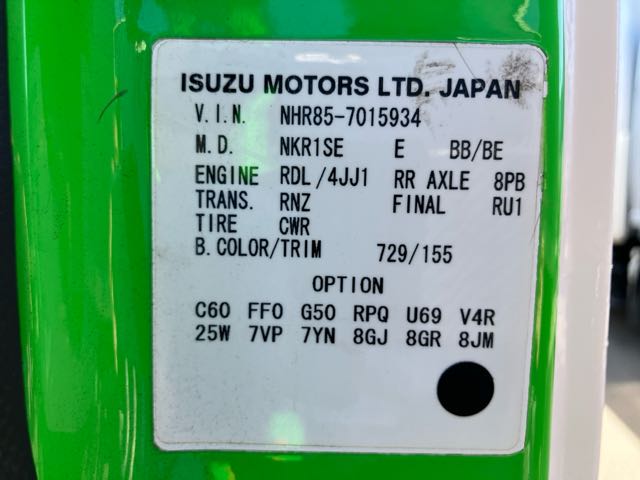 ISUZU MOTORS LTD. JAPAN
V.I.N. NHR85-7015934
M.D. NKR1SE E BB/BE
ENGINE RDL/4JJ1 RR AXLE 8PB
TRANS. RNZ FINAL RU1
TIRE CWR
B.COLOR/TRIM 729/155
OPTION
C60 FF0 G50 RPQ U69 V4R
25W 7VP 7YN 8GJ 8GR 8JM